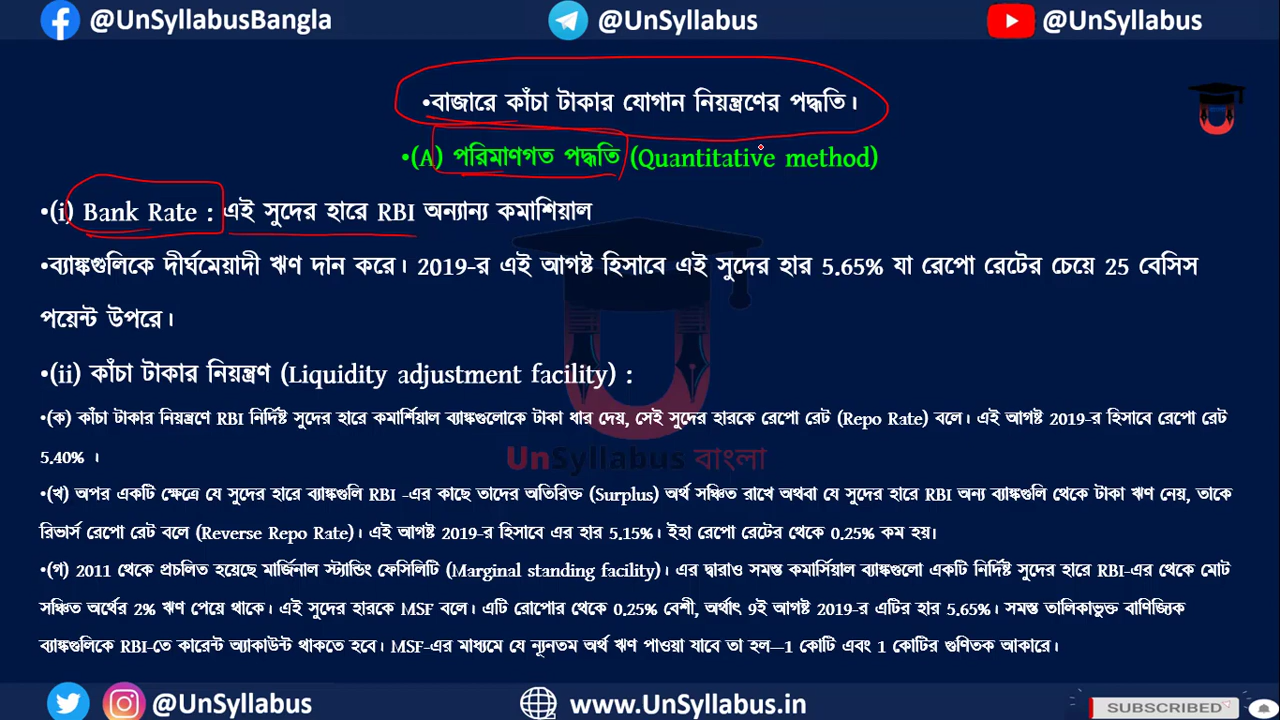 @UnSyllabusBangla
@UnSyllabus
@UnSyllabus
•বাজারে কাঁচা টাকার যোগান নিয়ন্ত্রণের পদ্ধতি।
•(A) পরিমাণগত পদ্ধতি (Quantitative method)
•(i) Bank Rate : এই সুদের হারে RBI অন্যান্য কমাশিয়াল
•ব্যাঙ্কগুলিকে দীর্ঘমেয়াদী ঋণ দান করে। 2019-র এই আগষ্ট হিসাবে এই সুদের হার 5.65% যা রেপো রেটের চেয়ে 25 বেসিস
পয়েন্ট উপরে।
•(ii) কাঁচা টাকার নিয়ন্ত্রণ (Liquidity adjustment facility) :
•(ক) কাঁচা টাকার নিয়ন্ত্রণে RBI নির্দিষ্ট সুদের হারে কমার্শিয়াল ব্যাঙ্কগুলোকে টাকা ধার দেয়, সেই সুদের হারকে রেপো রেট (Repo Rate) বলে। এই আগষ্ট 2019-র হিসাবে রেপো রেট
5.40% ।
UnSyllabus বাংলা
•(খ) অপর একটি ক্ষেত্রে যে সুদের হারে ব্যাঙ্কগুলি RBI -এর কাছে তাদের অতিরিক্ত (Surplus) অর্থ সঞ্চিত রাখে অথবা যে সুদের হারে RBI অন্য ব্যাঙ্কগুলি থেকে টাকা ঋণ নেয়, তাকে
রিভার্স রেপো রেট বলে (Reverse Repo Rate)। এই আগষ্ট 2019-র হিসাবে এর হার 5.15%। ইহা রেপো রেটের থেকে 0.25% কম হয়।
•(গ) 2011 থেকে প্রচলিত হয়েছে মার্জিনাল স্ট্যান্ডিং ফেসিলিটি (Marginal standing facility)। এর দ্বারাও সমস্ত কমার্সিয়াল ব্যাঙ্কগুলো একটি নির্দিষ্ট সুদের হারে RBI-এর থেকে মোট
সঞ্চিত অর্থের 2% ঋণ পেয়ে থাকে। এই সুদের হারকে MSF বলে। এটি রোপোর থেকে 0.25% বেশী, অর্থাৎ 9ই আগষ্ট 2019-র এটির হার 5.65%। সমস্ত তালিকাভুক্ত বাণিজ্যিক
ব্যাঙ্কগুলিকে RBI-তে কারেন্ট অ্যাকাউন্ট থাকতে হবে। MSF-এর মাধ্যমে যে ন্যূনতম অর্থ ঋণ পাওয়া যাবে তা হল—1 কোটি এবং 1 কোটির গুণিতক আকারে।
@UnSyllabus
www.UnSyllabus.in
SUBSCRIBED